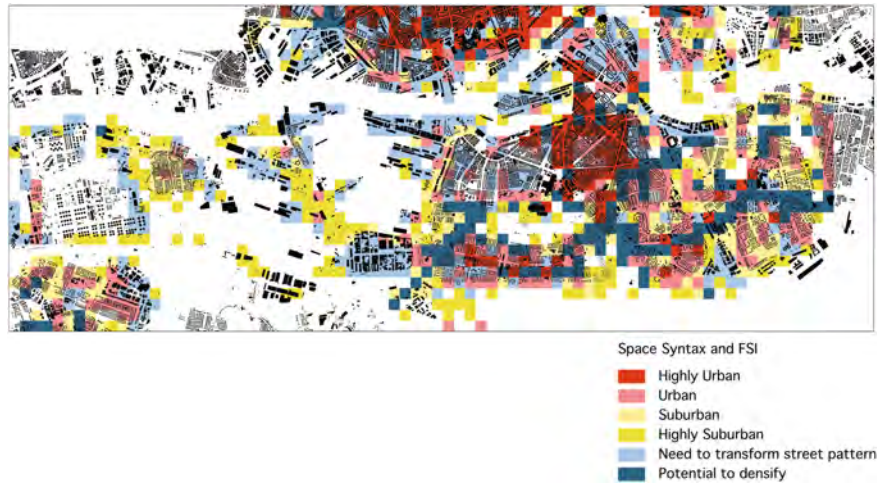 Space Syntax and FSI
Highly Urban
Urban
Suburban
Highly Suburban
Need to transform street pattern
Potential to densify